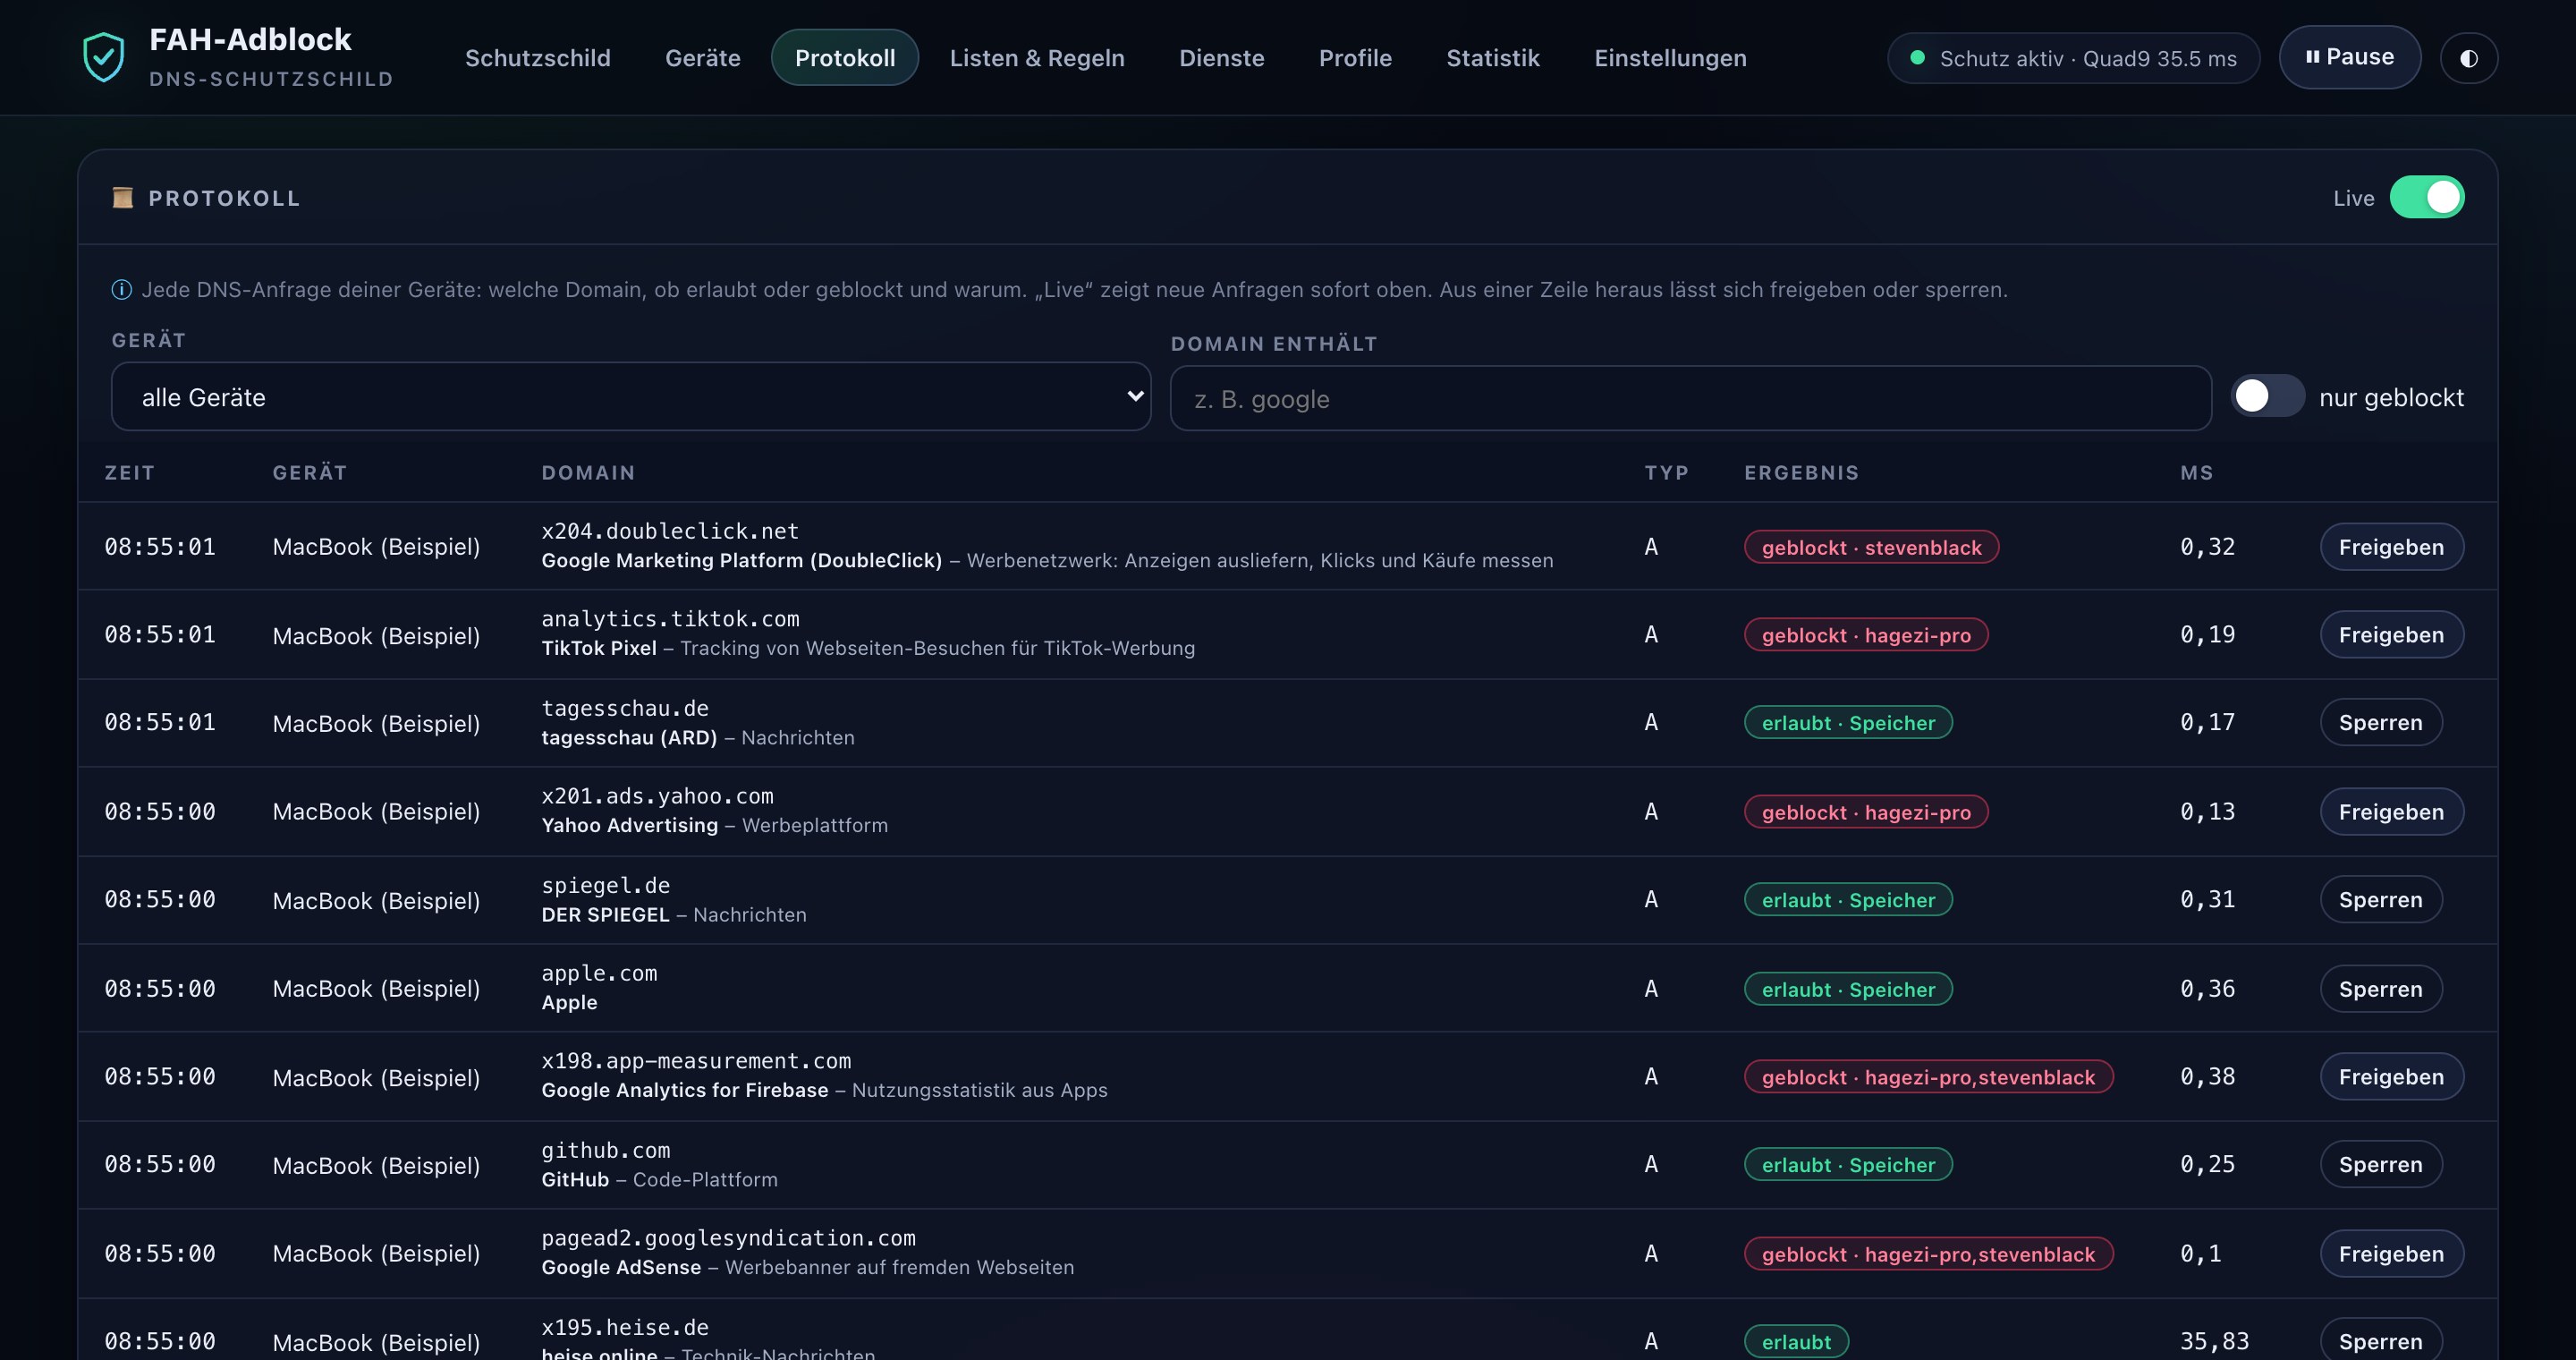 FAH-Adblock
DNS-SCHUTZSCHILD
Schutzschild Geräte Protokoll Listen & Regeln Dienste Profile Statistik Einstellungen
Schutz aktiv · Quad9 35.5 ms
Pause
PROTOKOLL
Live
Jede DNS-Anfrage deiner Geräte: welche Domain, ob erlaubt oder geblockt und warum. „Live“ zeigt neue Anfragen sofort oben. Aus einer Zeile heraus lässt sich freigeben oder sperren.
GERÄT
DOMAIN ENTHÄLT
alle Geräte
z. B. google
nur geblockt
ZEIT GERÄT DOMAIN TYP ERGEBNIS MS
08:55:01 MacBook (Beispiel) x204.doubleclick.net A geblockt · stevenblack 0,32 Freigeben
Google Marketing Platform (DoubleClick) – Werbenetzwerk: Anzeigen ausliefern, Klicks und Käufe messen
08:55:01 MacBook (Beispiel) analytics.tiktok.com A geblockt · hagezi-pro 0,19 Freigeben
TikTok Pixel – Tracking von Webseiten-Besuchen für TikTok-Werbung
08:55:01 MacBook (Beispiel) tagesschau.de A erlaubt · Speicher 0,17 Sperren
tagesschau (ARD) – Nachrichten
08:55:00 MacBook (Beispiel) x201.ads.yahoo.com A geblockt · hagezi-pro 0,13 Freigeben
Yahoo Advertising – Werbeplattform
08:55:00 MacBook (Beispiel) spiegel.de A erlaubt · Speicher 0,31 Sperren
DER SPIEGEL – Nachrichten
08:55:00 MacBook (Beispiel) apple.com A erlaubt · Speicher 0,36 Sperren
Apple
08:55:00 MacBook (Beispiel) x198.app-measurement.com A geblockt · hagezi-pro,stevenblack 0,38 Freigeben
Google Analytics for Firebase – Nutzungsstatistik aus Apps
08:55:00 MacBook (Beispiel) github.com A erlaubt · Speicher 0,25 Sperren
GitHub – Code-Plattform
08:55:00 MacBook (Beispiel) pagead2.googlesyndication.com A geblockt · hagezi-pro,stevenblack 0,1 Freigeben
Google AdSense – Werbebanner auf fremden Webseiten
08:55:00 MacBook (Beispiel) x195.heise.de A erlaubt 35,83 Sperren
heise online – Technik-Nachrichten